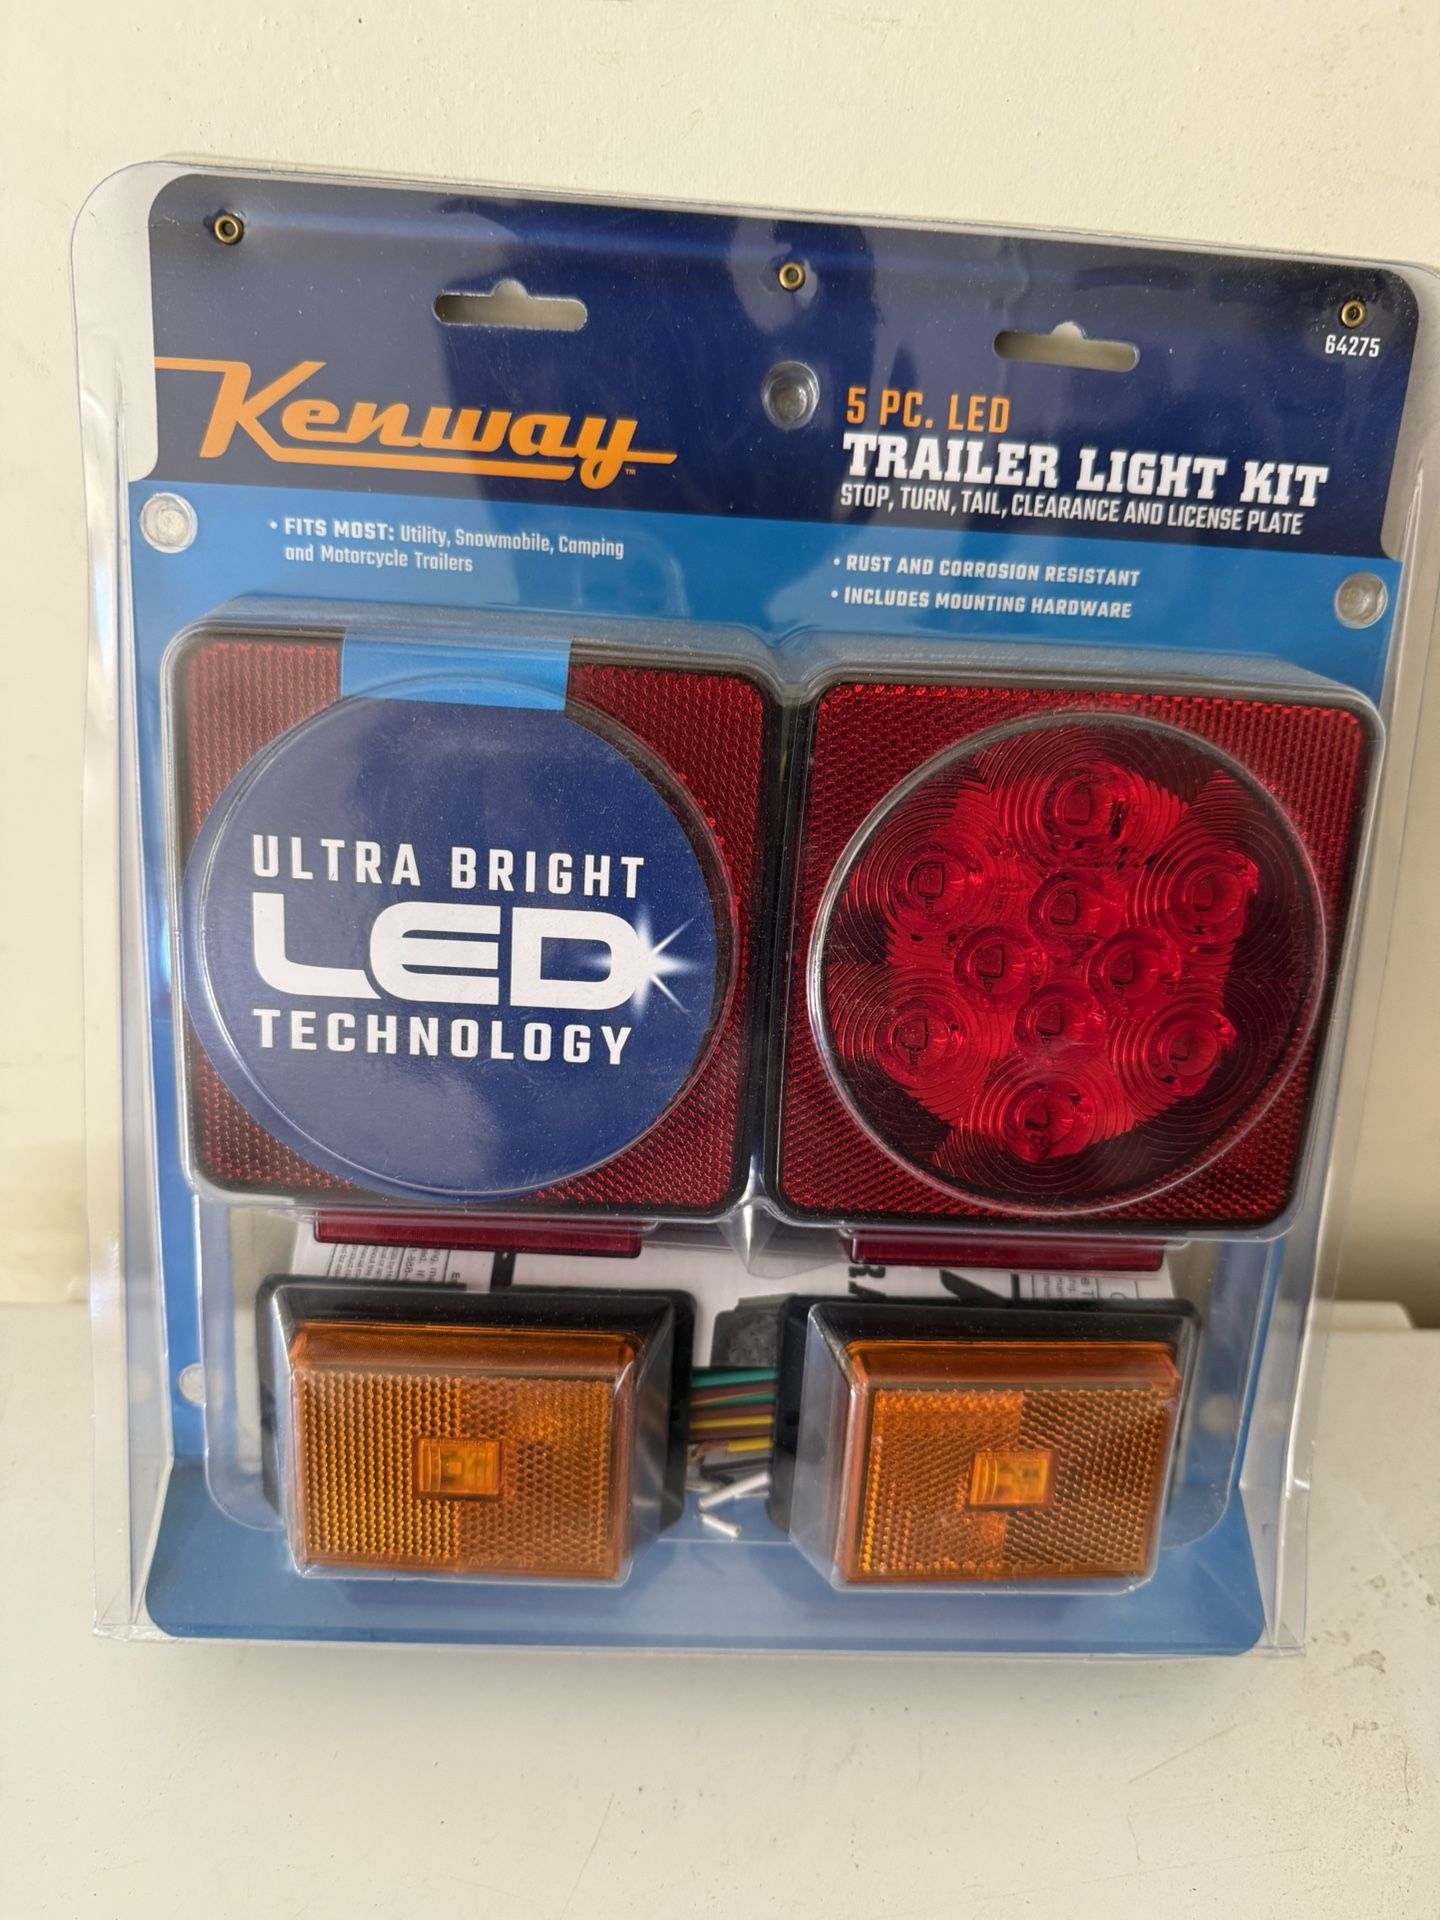 64275
Kenway™
5 PC. LED
TRAILER LIGHT KIT
STOP, TURN, TAIL, CLEARANCE AND LICENSE PLATE
• FITS MOST: Utility, Snowmobile, Camping
and Motorcycle Trailers
• RUST AND CORROSION RESISTANT
• INCLUDES MOUNTING HARDWARE
ULTRA BRIGHT
LED
TECHNOLOGY